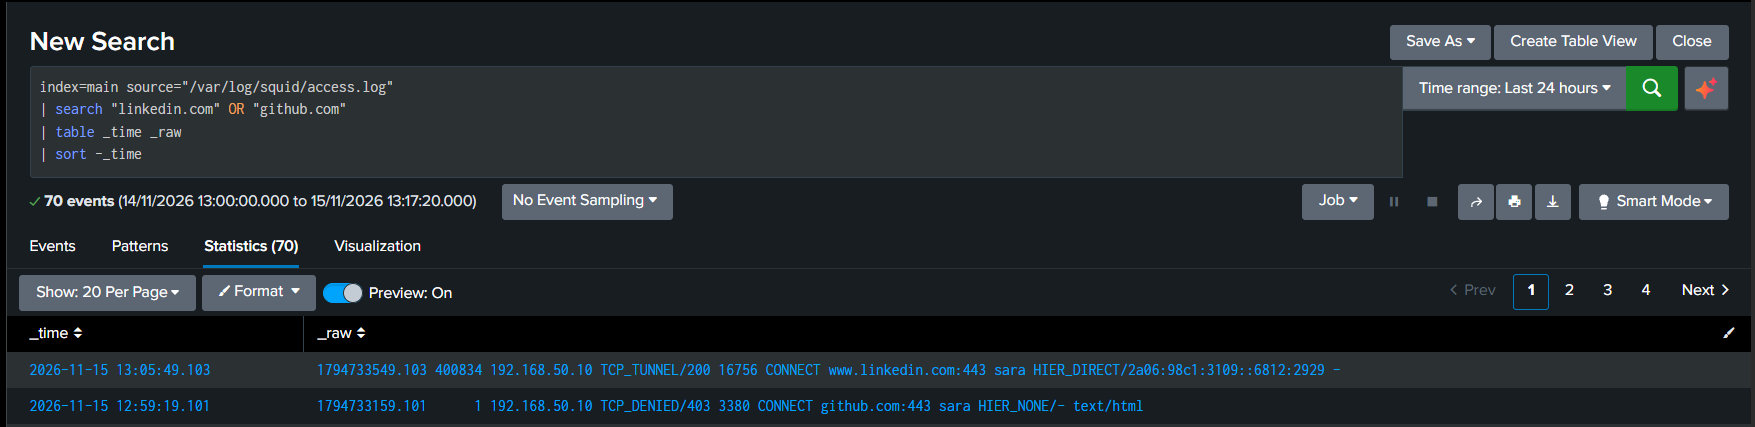 New Search
Save As Create Table View Close
index=main source="/var/log/squid/access.log"
| search "linkedin.com" OR "github.com"
| table _time _raw
| sort -_time
Time range: Last 24 hours
70 events (14/11/2026 13:00:00.000 to 15/11/2026 13:17:20.000) No Event Sampling Job Smart Mode
Events Patterns Statistics (70) Visualization
Show: 20 Per Page Format Preview: On < Prev 1 2 3 4 Next >
_time _raw
2026-11-15 13:05:49.103 1794733549.103 400834 192.168.50.10 TCP_TUNNEL/200 16756 CONNECT www.linkedin.com:443 sara HIER_DIRECT/2a06:98c1:3109::6812:2929 -
2026-11-15 12:59:19.101 1794733159.101 1 192.168.50.10 TCP_DENIED/403 3380 CONNECT github.com:443 sara HIER_NONE/- text/html